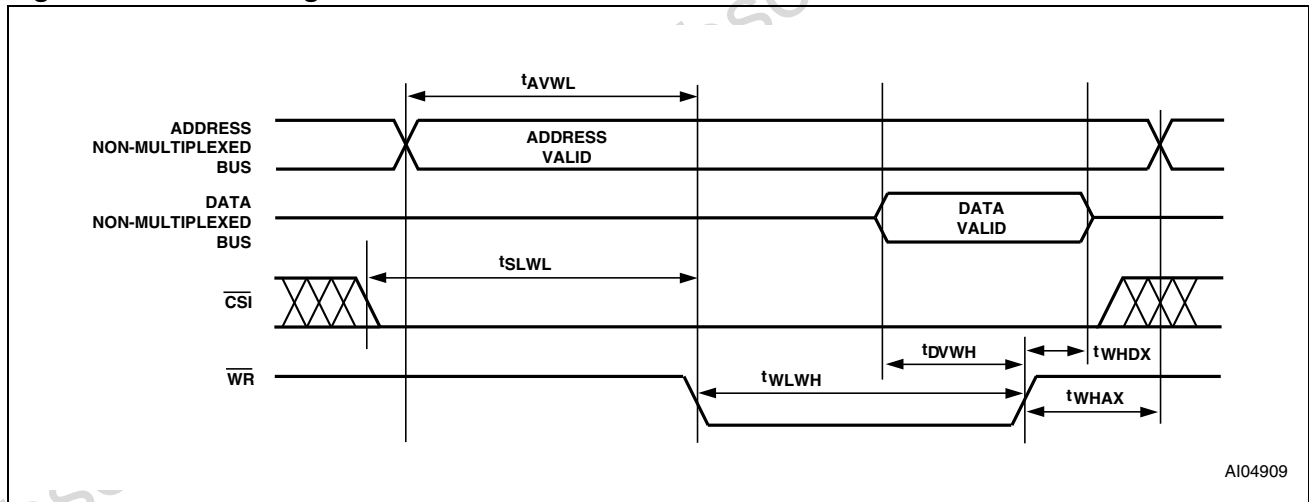 tAVWL
ADDRESS
NON-MULTIPLEXED
BUS
ADDRESS
VALID
DATA
NON-MULTIPLEXED
BUS
DATA
VALID
tSLWL
CSI
tDVWH
tWHDX
WR
tWLWH
tWHAX
AI04909